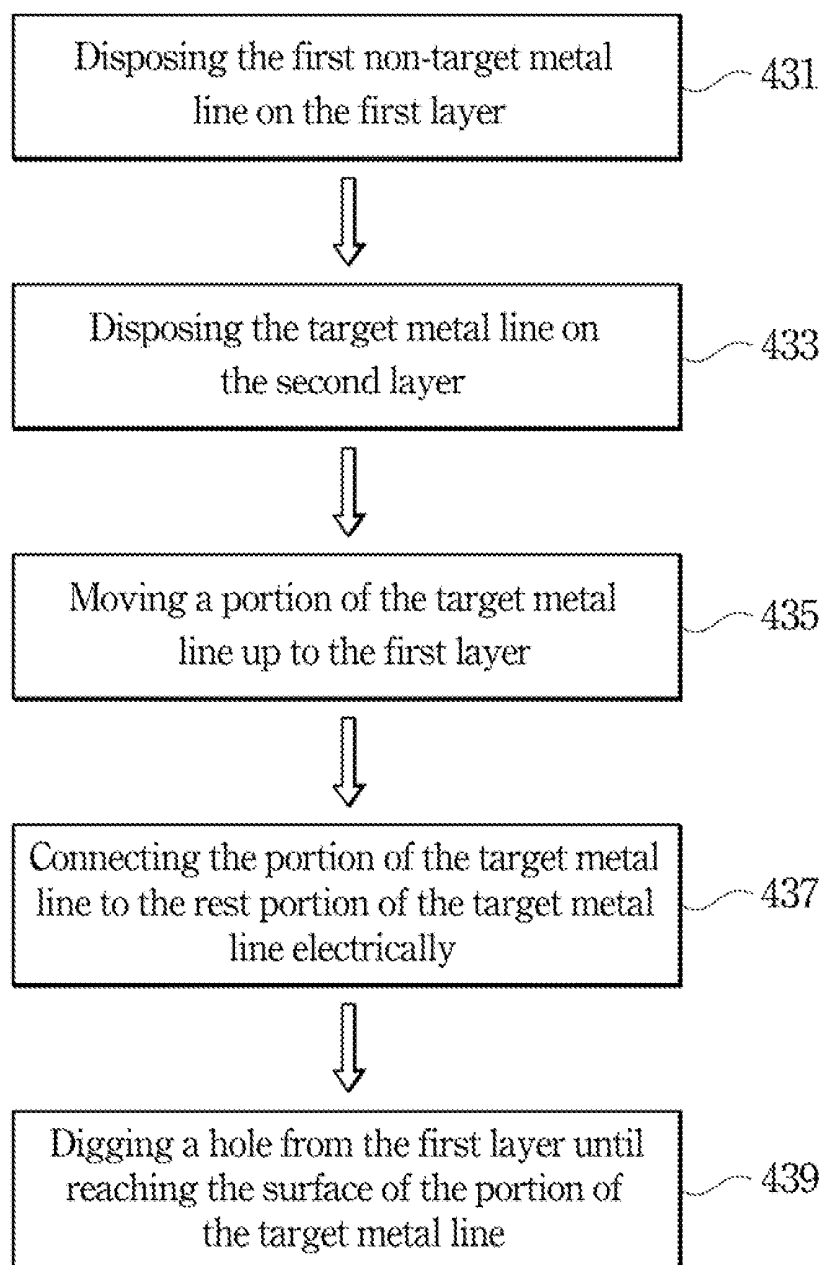 Disposing the first non-target metal
line on the first layer
431
Disposing the target metal line on
the second layer
433
Moving a portion of the target metal
line up to the first layer
435
Connecting the portion of the target metal
line to the rest portion of the target metal
line electrically
437
Digging a hole from the first layer until
reaching the surface of the portion of
the target metal line
439